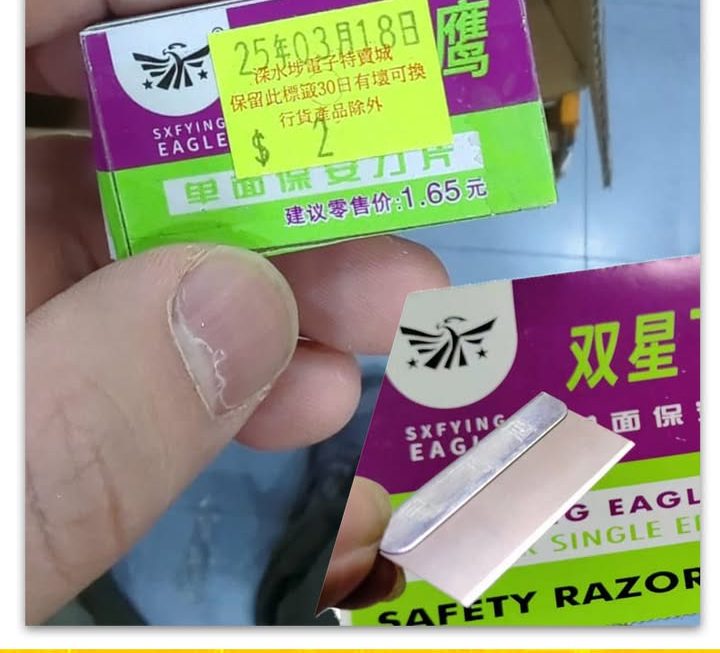 鹰
25年03月18日
深水埗電子特賣城
保留此標籤30日有壞可換
行貨產品除外
$ 2
SXFYING
EAGLE
单面保安刀片
建议零售价:1.65元
双星
SXFYING
EAGL
面保
G EAGL
SINGLE E
SAFETY RAZOR